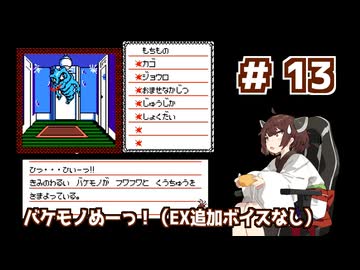 もちもの
カゴ
ジョウロ
おませなかしつ
じゅうじか
しょくだい
# 13
ひっ・・・ひぃーっ!!
きみのわるい バケモノが フワフワと くうちゅうを
さまよっている。
バケモノめーっ!(EX追加ボイスなし)